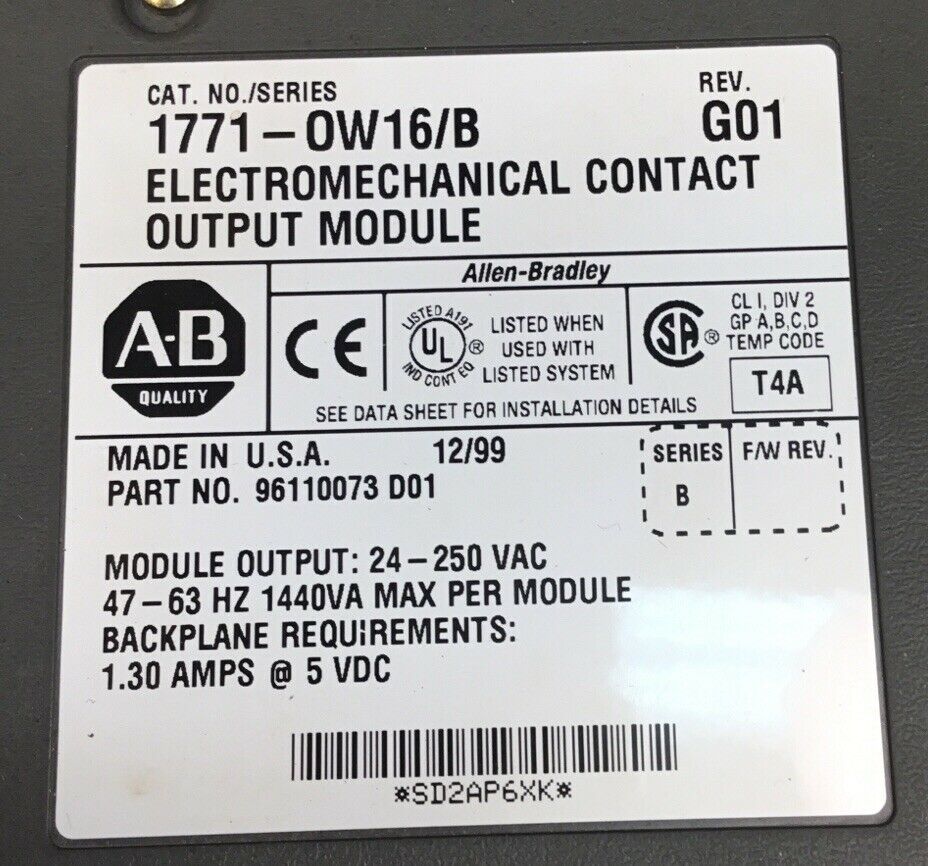 CAT. NO./SERIES REV.
1771-OW16/B G01
ELECTROMECHANICAL CONTACT
OUTPUT MODULE
Allen-Bradley
A-B
QUALITY
CE
LISTED A191
UL ®
IND CONT EQ
LISTED WHEN
USED WITH
LISTED SYSTEM
SA ®
CL I, DIV 2
GP A,B,C,D
TEMP CODE
T4A
SEE DATA SHEET FOR INSTALLATION DETAILS
MADE IN U.S.A. 12/99
PART NO. 96110073 D01
SERIES F/W REV.
B
MODULE OUTPUT: 24-250 VAC
47-63 HZ 1440VA MAX PER MODULE
BACKPLANE REQUIREMENTS:
1.30 AMPS @ 5 VDC
*SD2AP6XK*